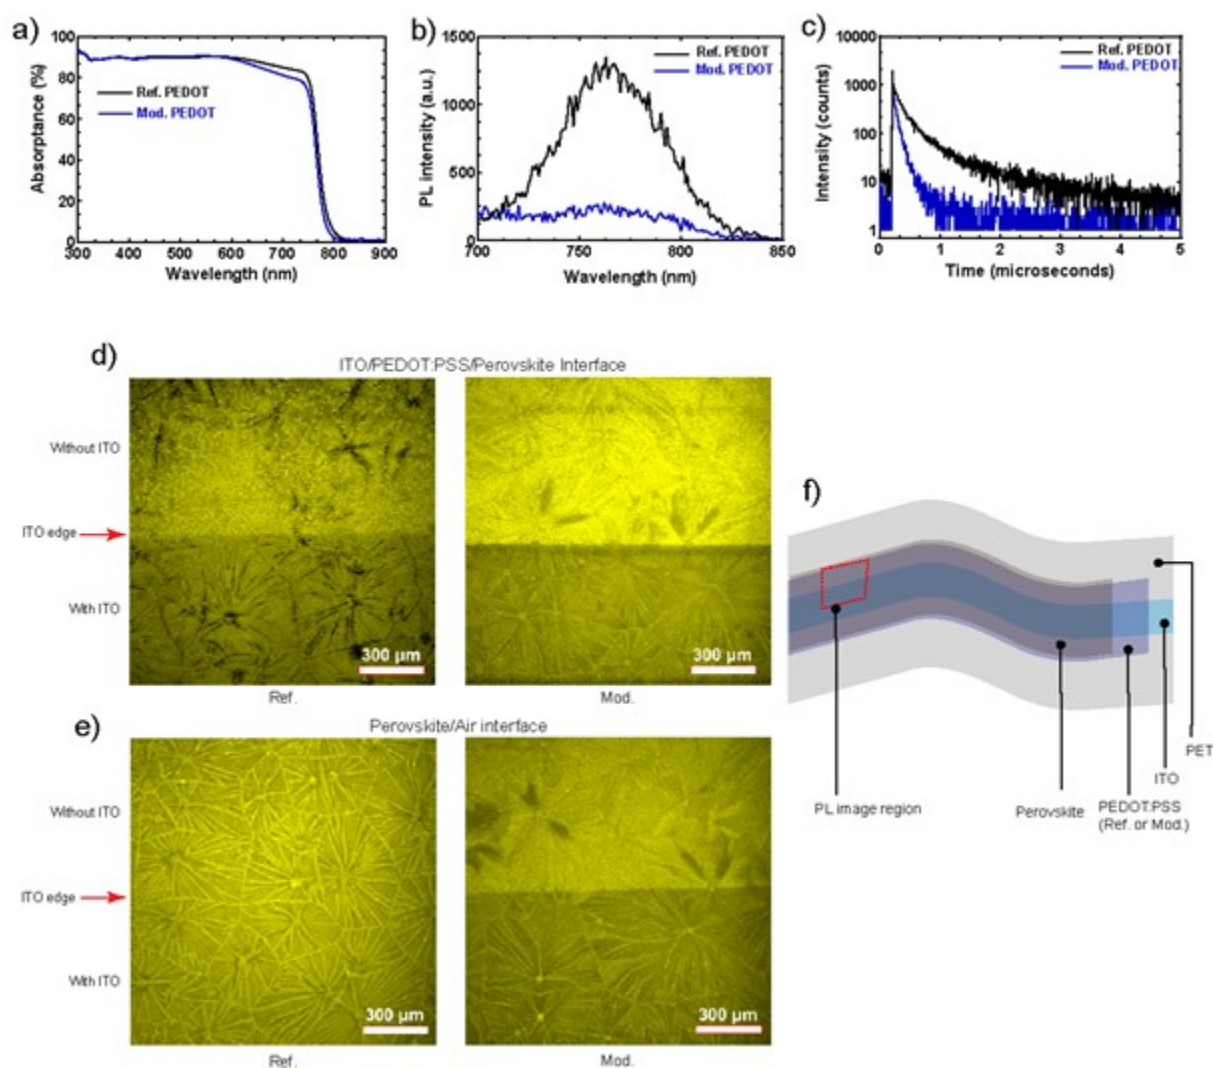 a)
100
80
60
40
20
0
Absorptance (%)
Ref. PEDOT
Mod. PEDOT
300 400 500 600 700 800 900
Wavelength (nm)
b)
1500
1000
500
0
PL intensity (a.u.)
Ref. PEDOT
Mod. PEDOT
700 750 800 850
Wavelength (nm)
c)
10000
1000
100
10
1
Intensity (counts)
Ref. PEDOT
Mod. PEDOT
0 1 2 3 4 5
Time (microseconds)
d)
ITO/PEDOT:PSS/Perovskite Interface
Without ITO
ITO edge
With ITO
300 µm
300 µm
Ref.
Mod.
e)
Perovskite/Air interface
Without ITO
ITO edge
With ITO
300 µm
300 µm
Ref.
Mod.
f)
PL image region
Perovskite
PEDOT:PSS
(Ref. or Mod.)
ITO
PET